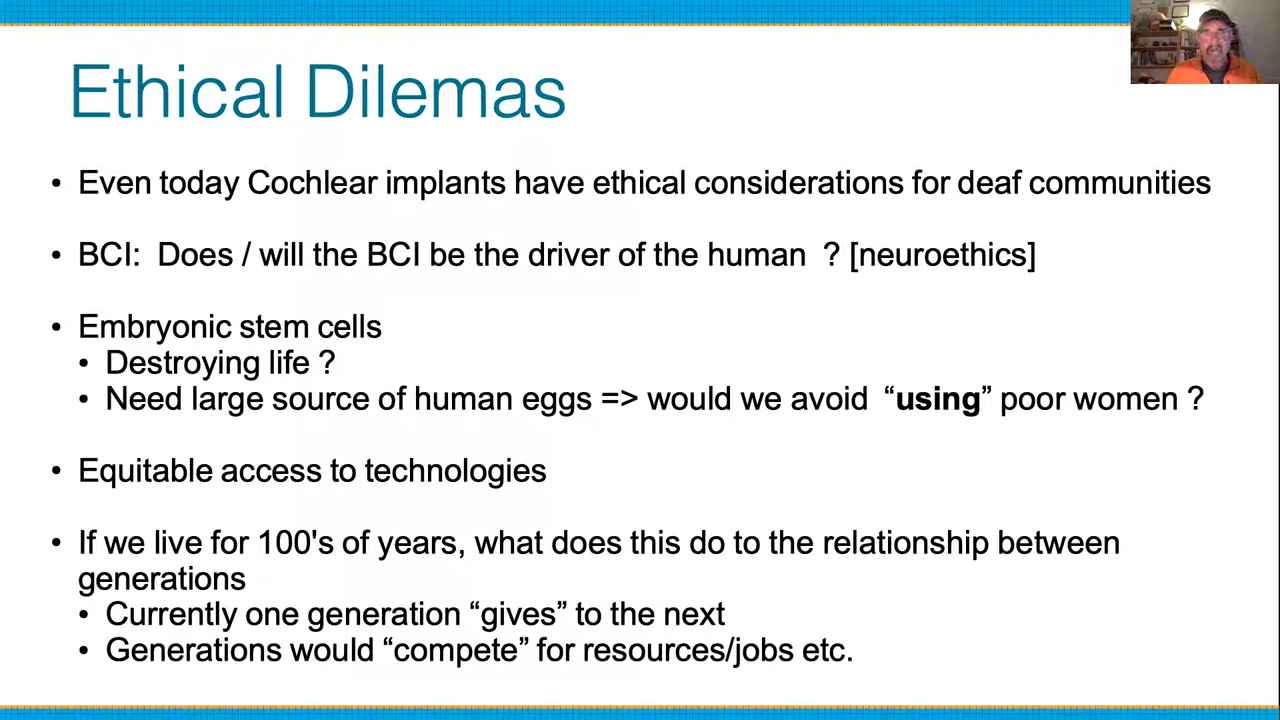 Ethical Dilemas
• Even today Cochlear implants have ethical considerations for deaf communities
• BCI: Does / will the BCI be the driver of the human ? [neuroethics]
• Embryonic stem cells
• Destroying life ?
• Need large source of human eggs => would we avoid “using” poor women ?
• Equitable access to technologies
• If we live for 100's of years, what does this do to the relationship between
generations
• Currently one generation “gives” to the next
• Generations would “compete” for resources/jobs etc.